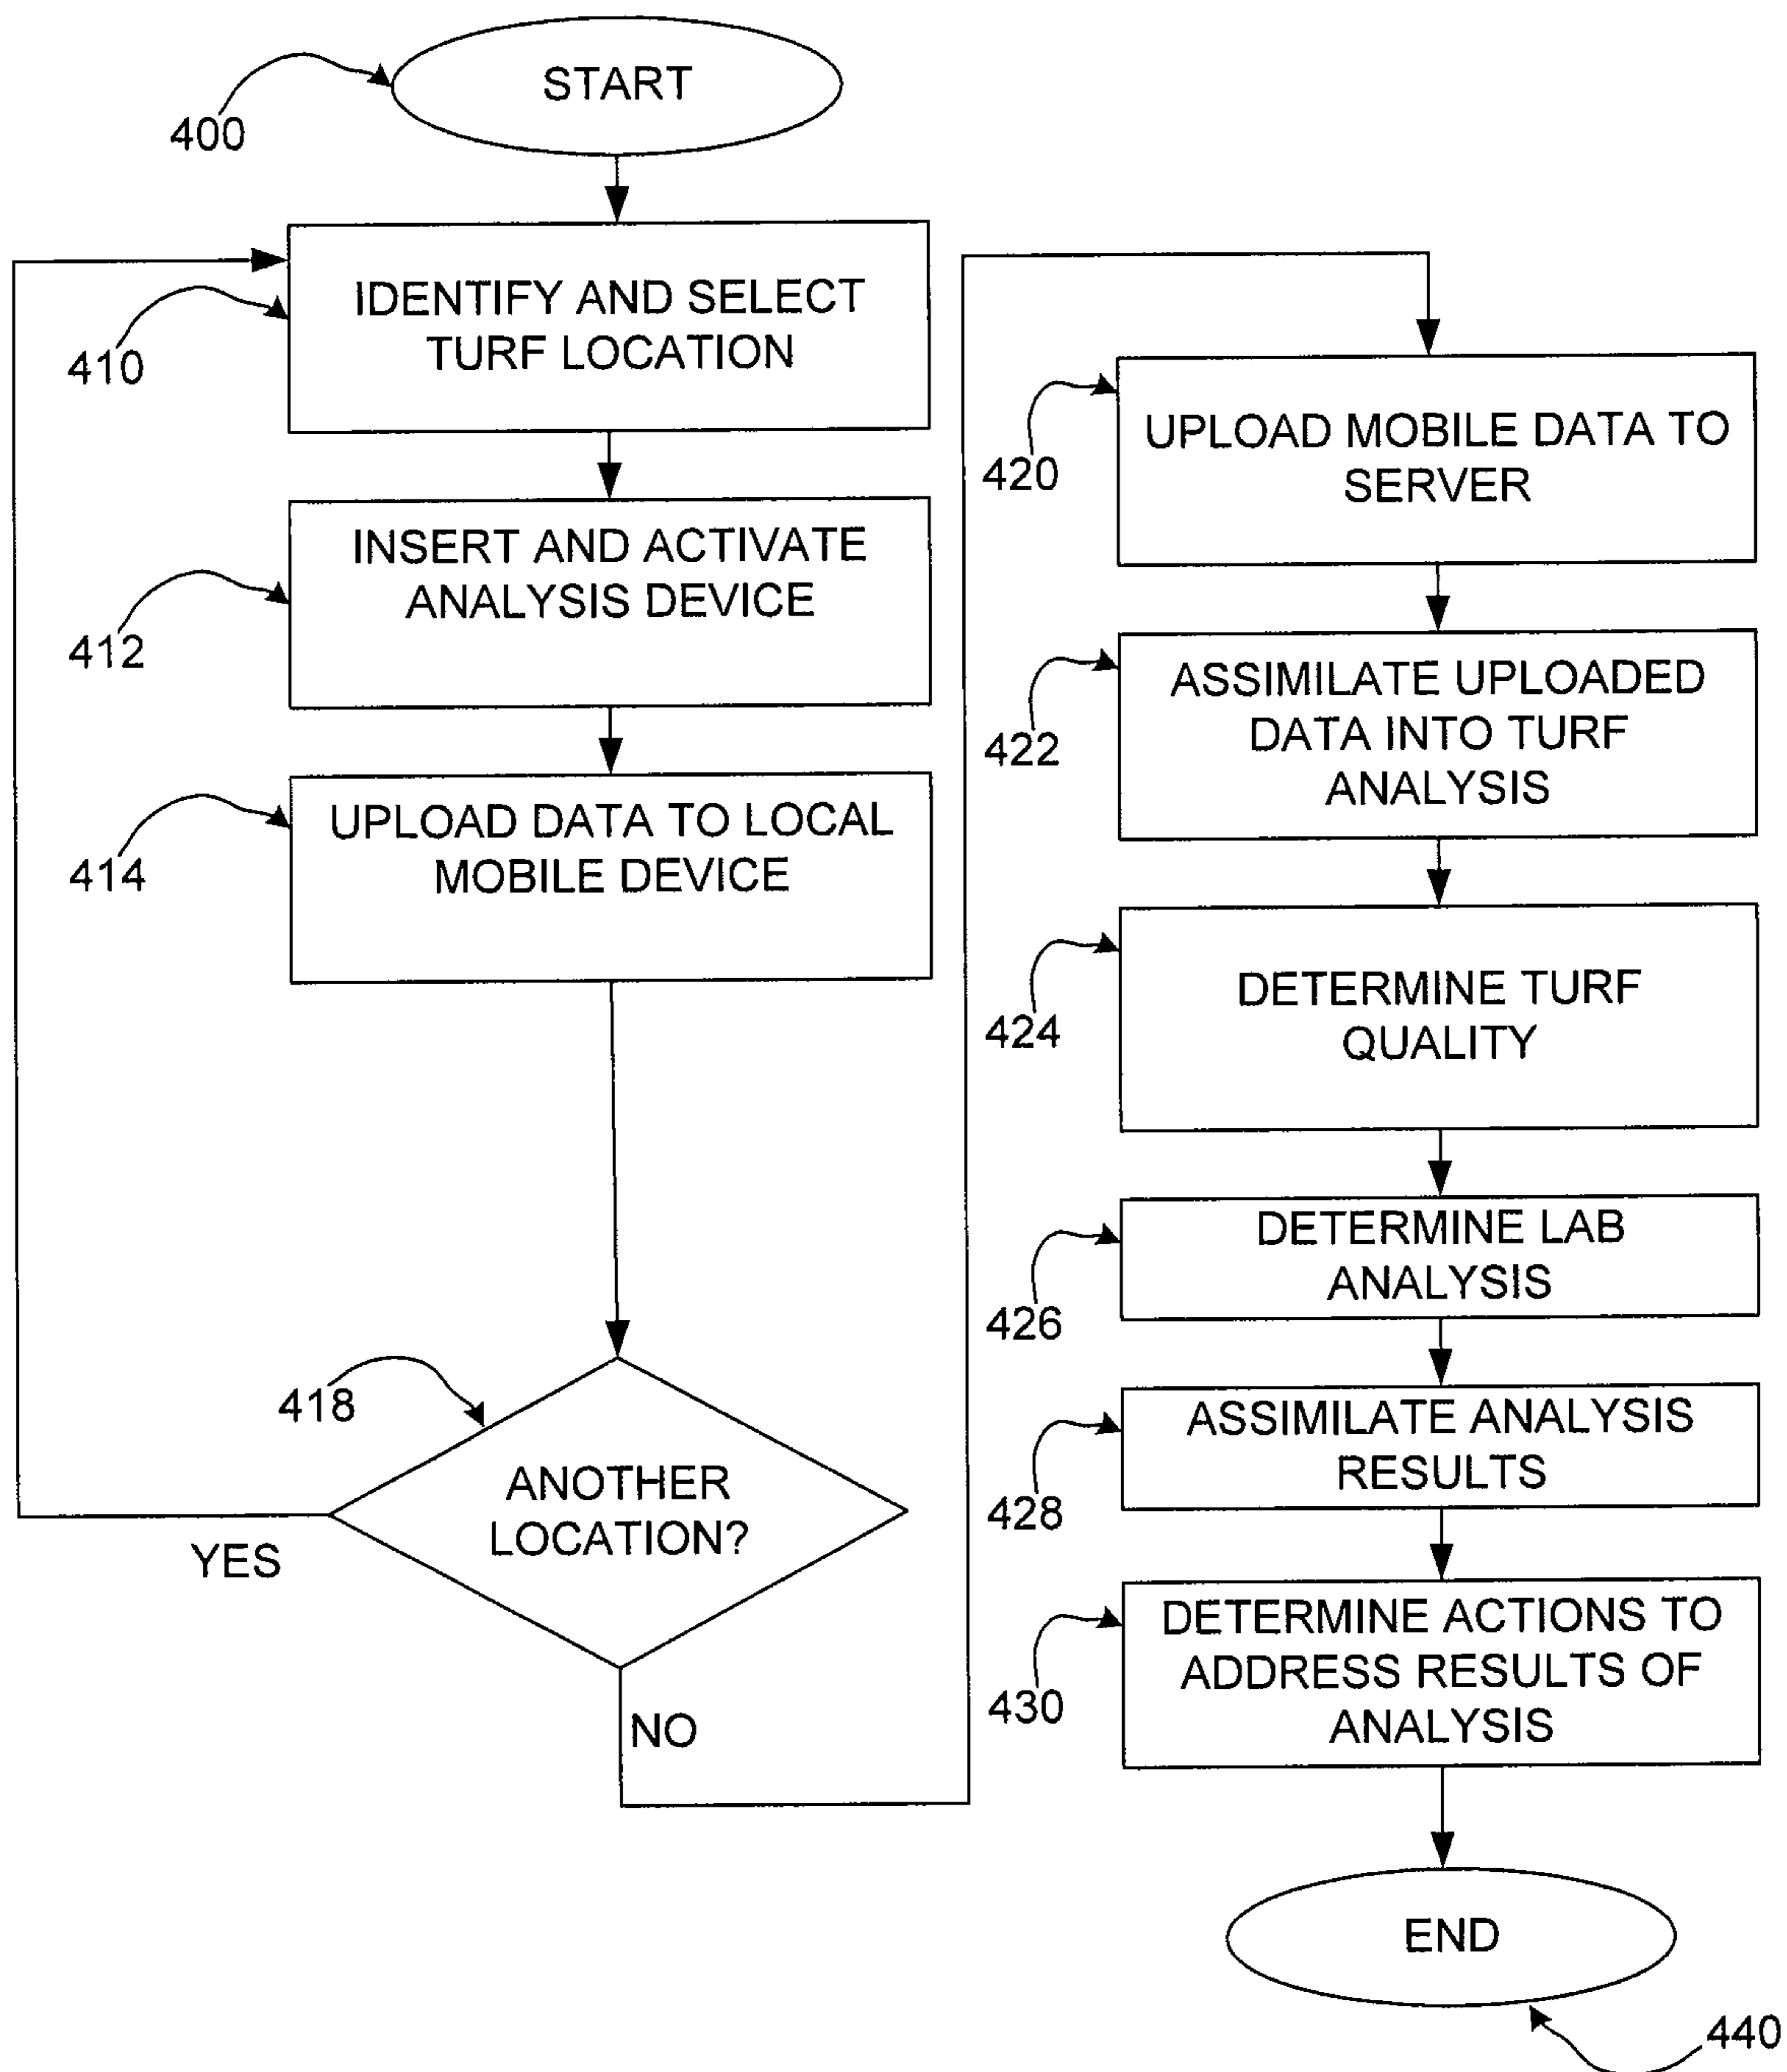 START
400
IDENTIFY AND SELECT
TURF LOCATION
410
INSERT AND ACTIVATE
ANALYSIS DEVICE
412
UPLOAD DATA TO LOCAL
MOBILE DEVICE
414
418
ANOTHER
LOCATION?
YES
NO
UPLOAD MOBILE DATA TO
SERVER
420
ASSIMILATE UPLOADED
DATA INTO TURF
ANALYSIS
422
DETERMINE TURF
QUALITY
424
DETERMINE LAB
ANALYSIS
426
ASSIMILATE ANALYSIS
RESULTS
428
DETERMINE ACTIONS TO
ADDRESS RESULTS OF
ANALYSIS
430
END
440